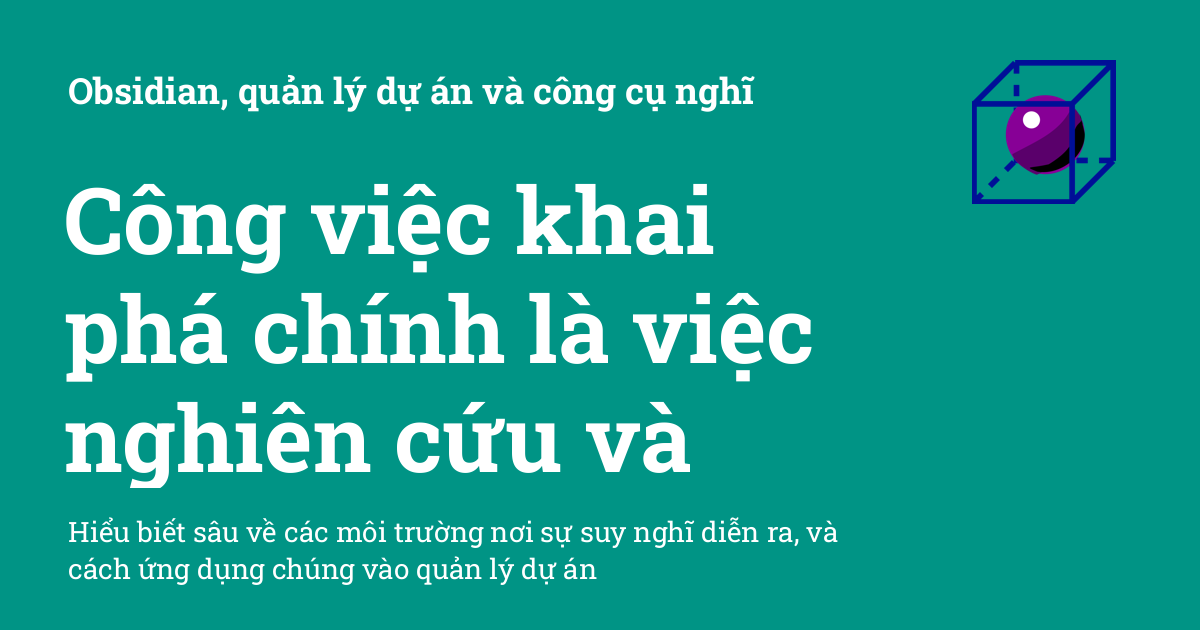 Obsidian, quản lý dự án và công cụ nghĩ
Công việc khai
phá chính là việc
nghiên cứu và
Hiểu biết sâu về các môi trường nơi sự suy nghĩ diễn ra, và
cách ứng dụng chúng vào quản lý dự án